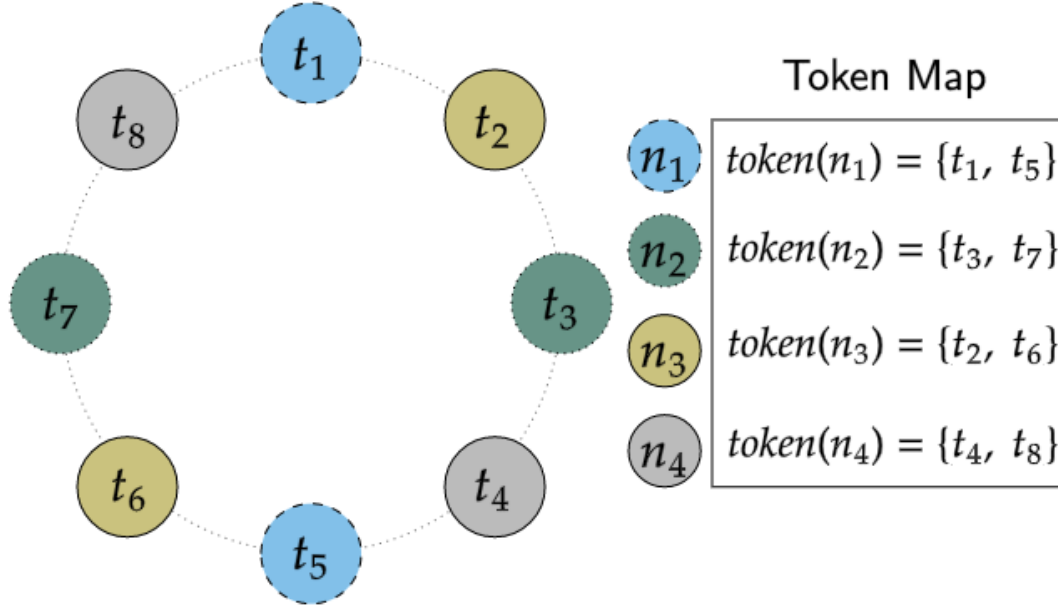 t₁
t₂
t₃
t₄
t₅
t₆
t₇
t₈
Token Map
n₁ token(n₁) = {t₁, t₅}
n₂ token(n₂) = {t₃, t₇}
n₃ token(n₃) = {t₂, t₆}
n₄ token(n₄) = {t₄, t₈}